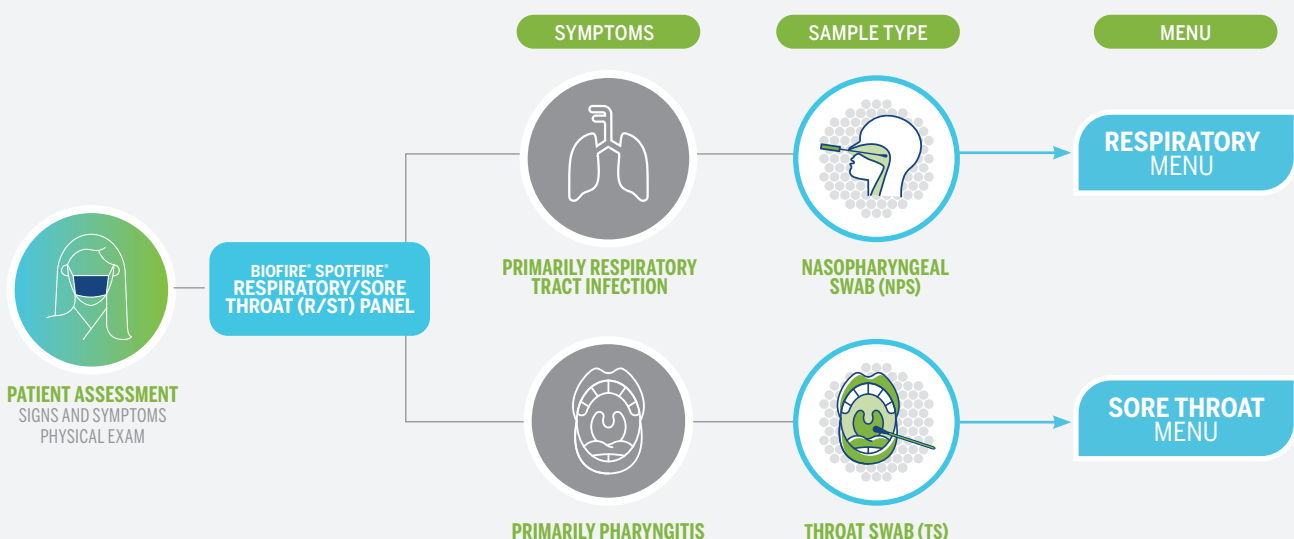 SYMPTOMS
SAMPLE TYPE
MENU
RESPIRATORY
MENU
BIOFIRE® SPOTFIRE®
RESPIRATORY/SORE
THROAT (R/ST) PANEL
PRIMARILY RESPIRATORY
TRACT INFECTION
NASOPHARYNGEAL
SWAB (NPS)
PATIENT ASSESSMENT
SIGNS AND SYMPTOMS
PHYSICAL EXAM
SORE THROAT
MENU
PRIMARILY PHARYNGITIS
THROAT SWAB (TS)